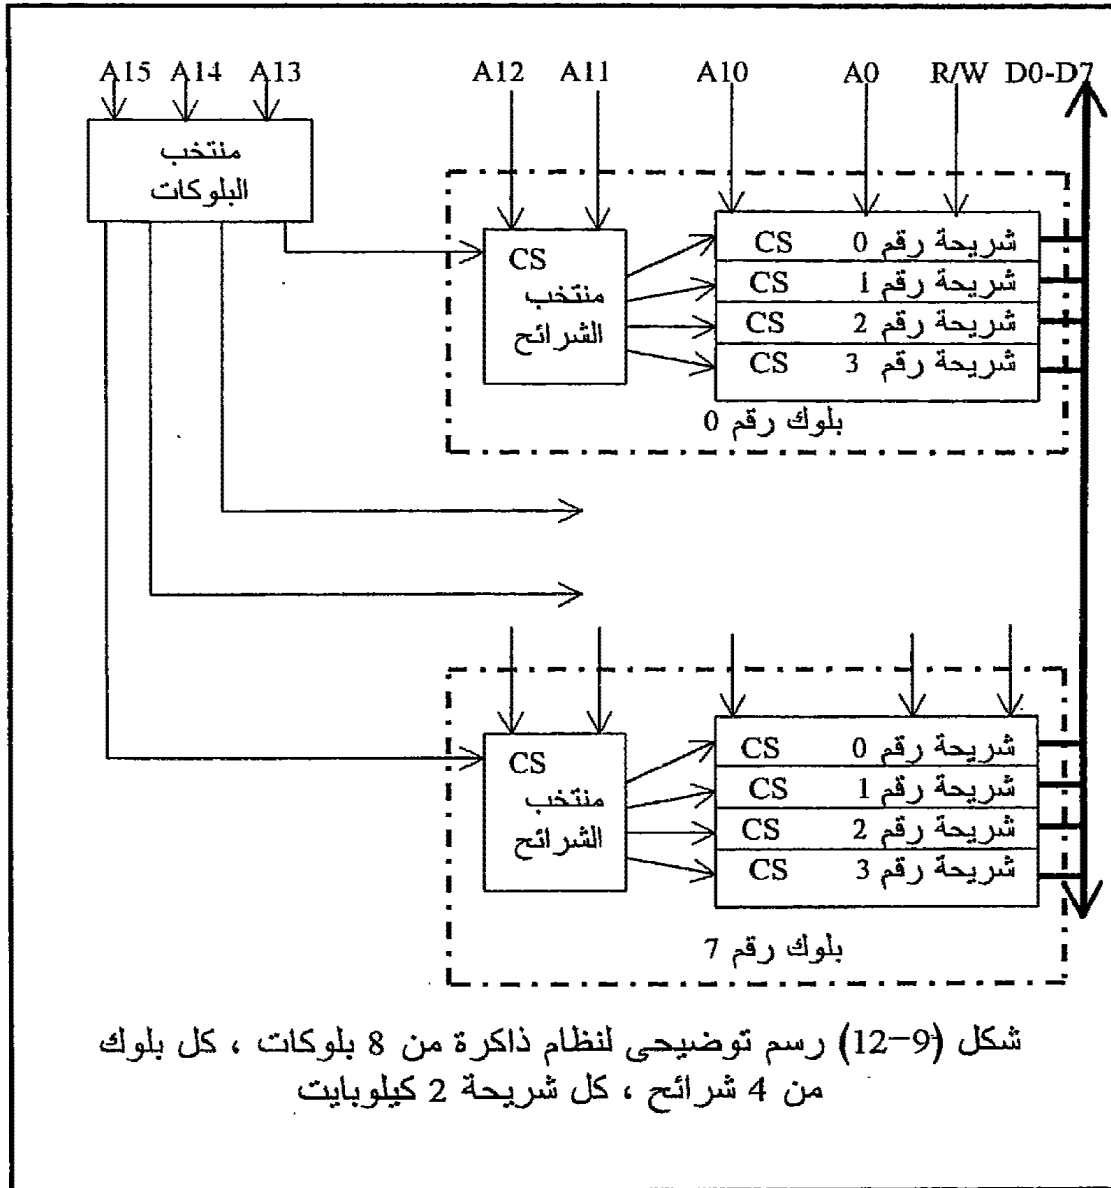 A15 A14 A13 A12 A11 A10 A0 R/W D0-D7
منتخب
البلوكات
CS
منتخب
الشرائح
CS شريحة رقم 0
CS شريحة رقم 1
CS شريحة رقم 2
CS شريحة رقم 3
بلوك رقم 0
CS
منتخب
الشرائح
CS شريحة رقم 0
CS شريحة رقم 1
CS شريحة رقم 2
CS شريحة رقم 3
بلوك رقم 7
شكل (9-12) رسم توضيحى لنظام ذاكرة من 8 بلوكات ، كل بلوك
من 4 شرائح ، كل شريحة 2 كيلوبايت